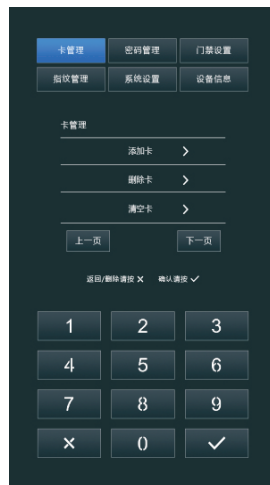 卡管理 密码管理 门禁设置
指纹管理 系统设置 设备信息
卡管理
添加卡 >
删除卡 >
清空卡 >
上一页 下一页
返回/删除请按 X 确认请按 ✓
1 2 3
4 5 6
7 8 9
X 0 ✓